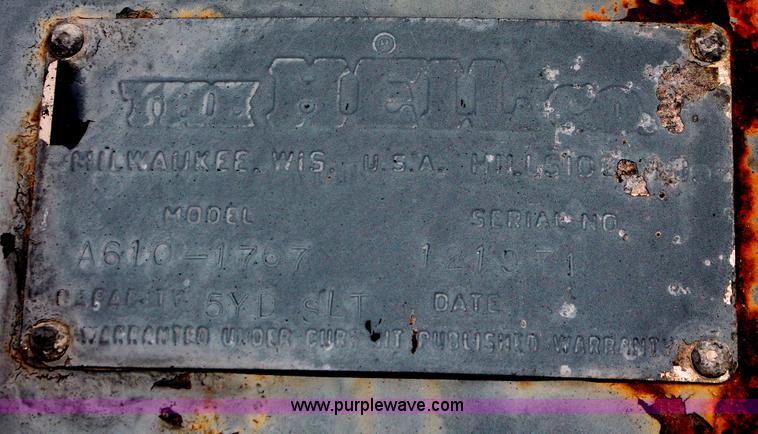 ®
THE HEIL CO.
MILWAUKEE, WIS. U.S.A. HILLSIDE, N.J.
MODEL SERIAL NO.
A610-1767
CAPACITY 5YD SLT DATE
WARRANTED UNDER CURRENT PUBLISHED WARRANTY
www.purplewave.com